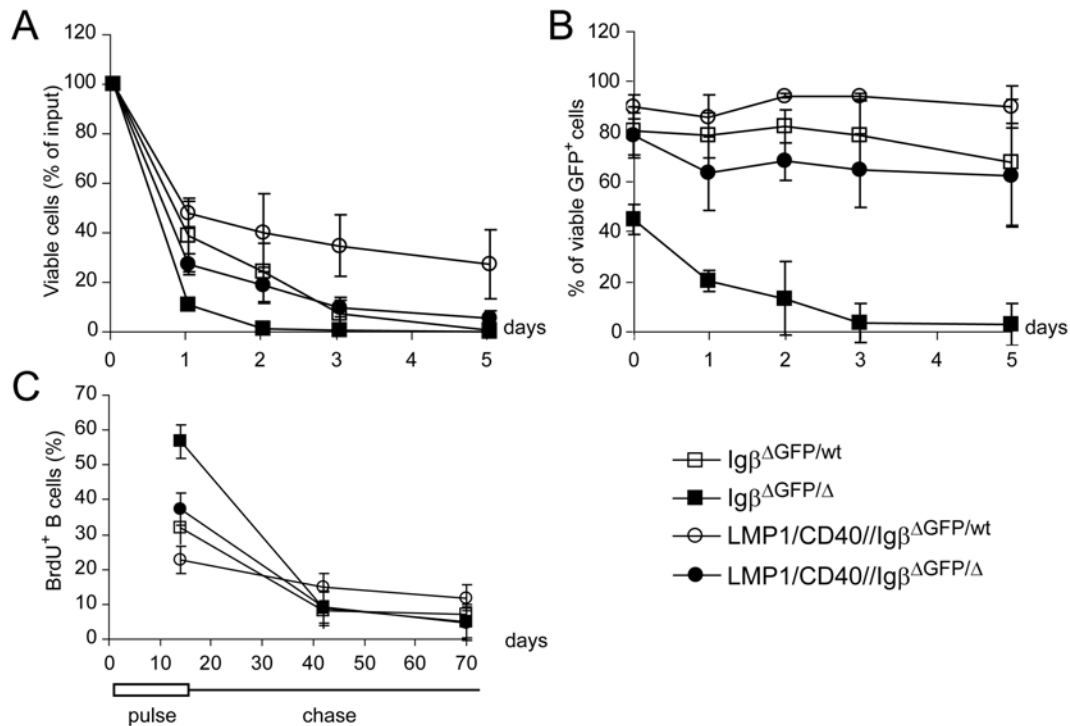 A
Viable cells (% of input)
120
100
80
60
40
20
0
0 1 2 3 4 5
days
B
% of viable GFP⁺ cells
120
100
80
60
40
20
0
0 1 2 3 4 5
days
C
BrdU⁺ B cells (%)
70
60
50
40
30
20
10
0
0 10 20 30 40 50 60 70
days
pulse chase
Igβ^ΔGFP/wt
Igβ^ΔGFP/Δ
LMP1/CD40//Igβ^ΔGFP/wt
LMP1/CD40//Igβ^ΔGFP/Δ